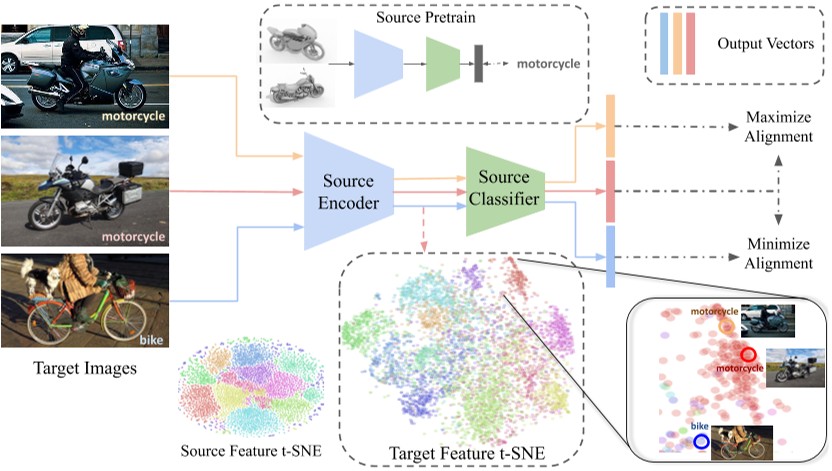 Source Pretrain
motorcycle
Output Vectors
motorcycle
motorcycle
bike
Target Images
Source
Encoder
Source
Classifier
Maximize
Alignment
Minimize
Alignment
Source Feature t-SNE
Target Feature t-SNE
motorcycle
motorcycle
bike